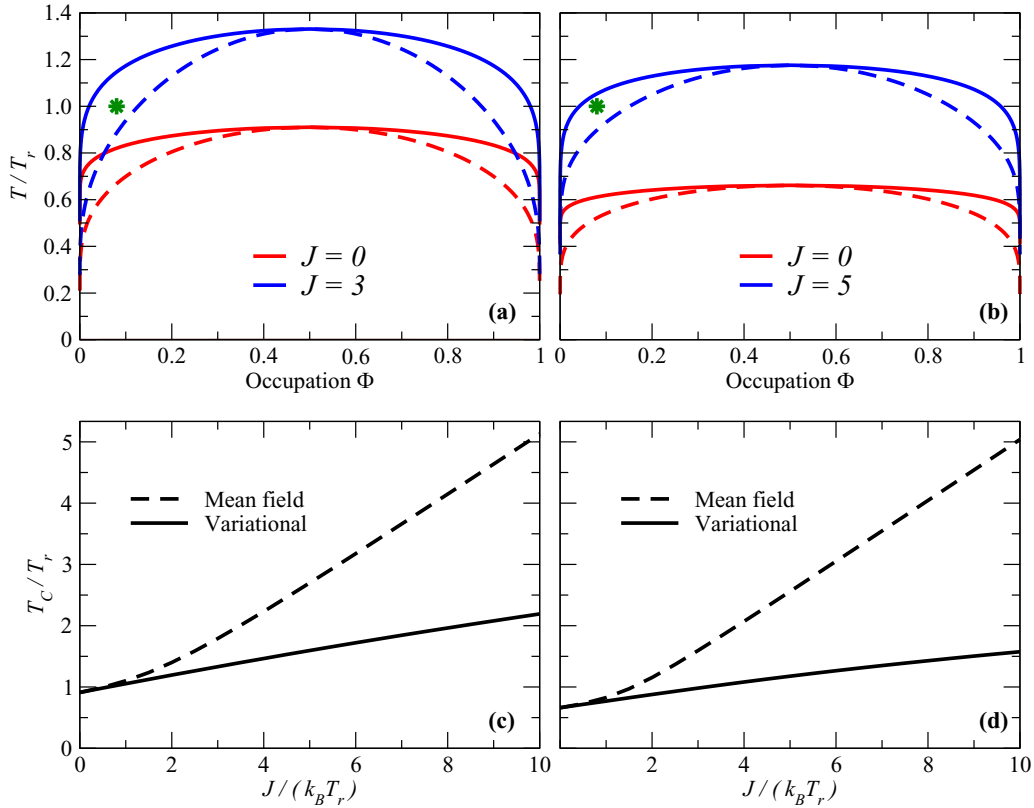 1.4
1.2
1.0
0.8
0.6
0.4
0.2
0
T / T_r
J = 0
J = 3
(a)
0 0.2 0.4 0.6 0.8 1
Occupation Φ
J = 0
J = 5
(b)
0.2 0.4 0.6 0.8 1
Occupation Φ
5
4
3
2
1
0
T_C / T_r
Mean field
Variational
(c)
0 2 4 6 8 10
J / (k_B T_r)
Mean field
Variational
(d)
2 4 6 8 10
J / (k_B T_r)